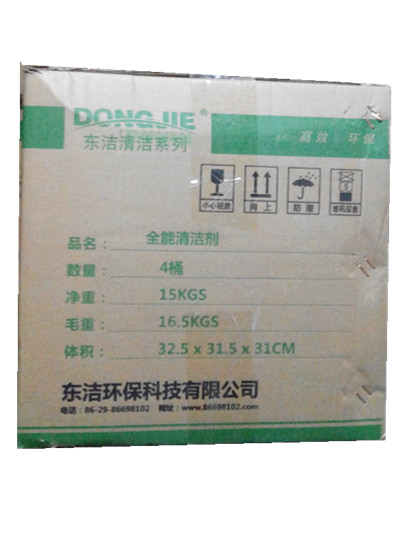 DONGJIE®
东洁清洁系列
高效 环保
小心轻放 向上 防潮 堆码层数
5
品名： 全能清洁剂
数量： 4桶
净重： 15KGS
毛重： 16.5KGS
体积： 32.5 x 31.5 x 31CM
东洁环保科技有限公司
电话：86-29-86698102 网址：www.86698102.com